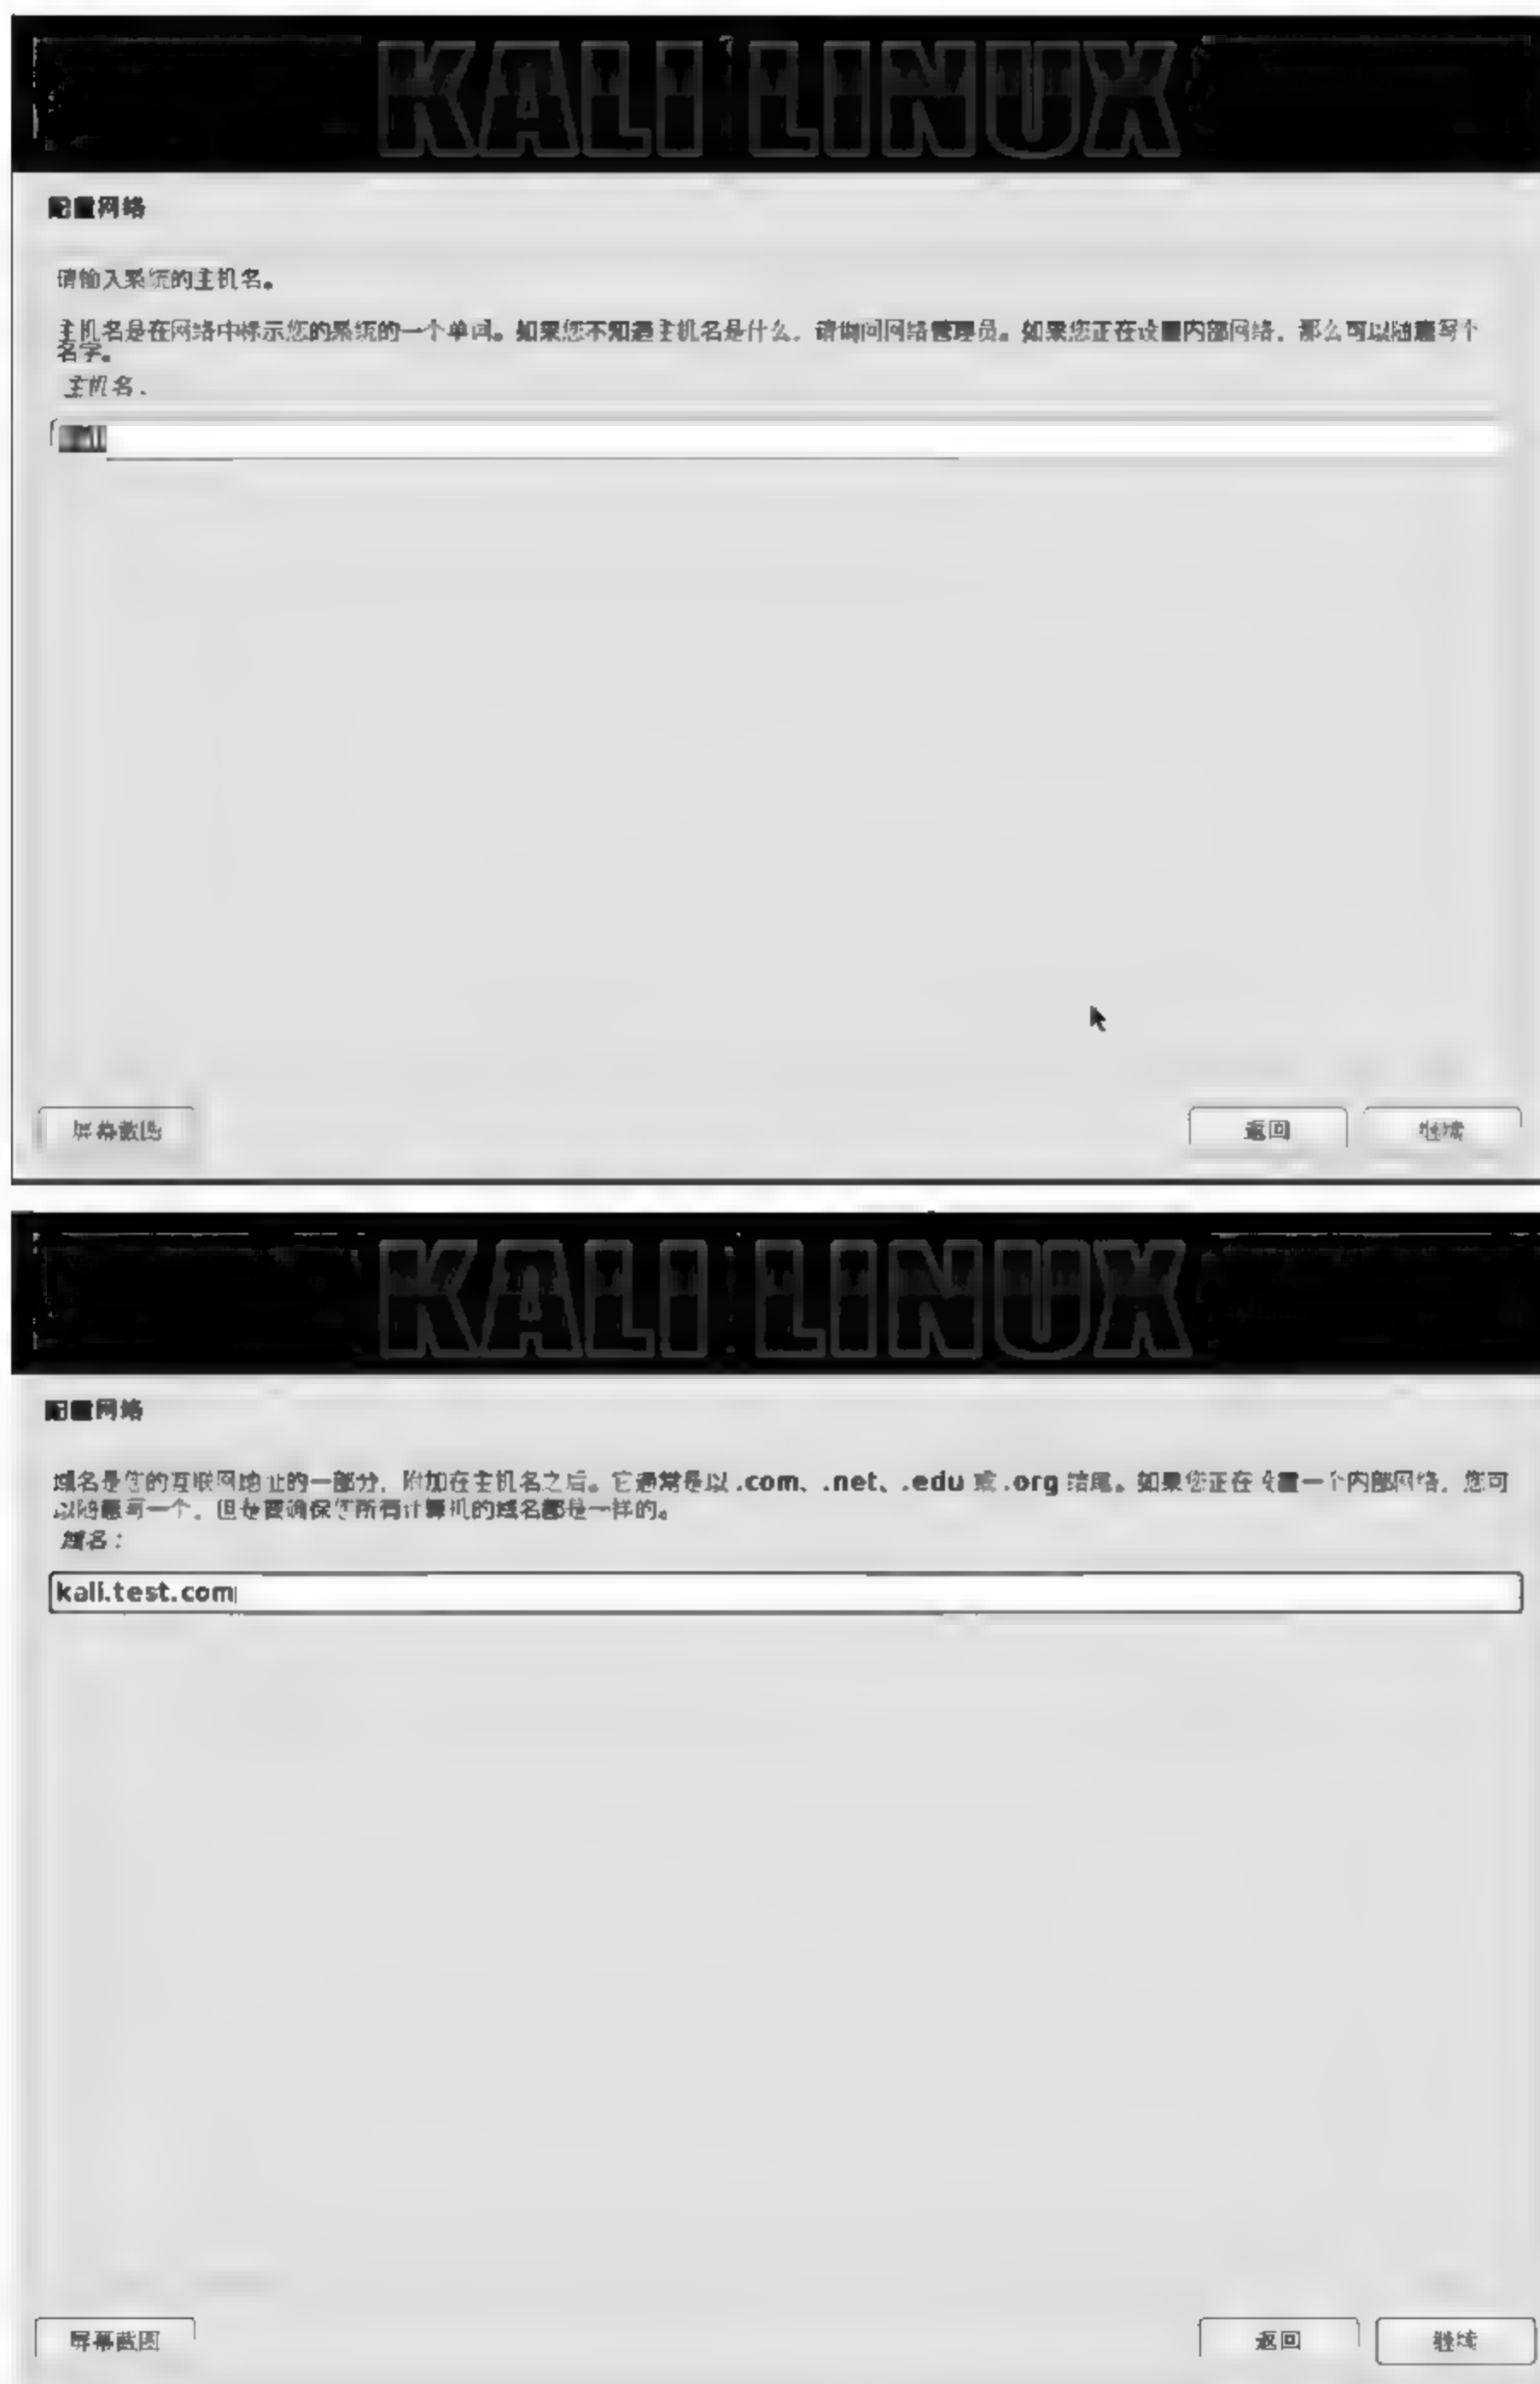 KALI LINUX
配置网络
请输入系统的主机名。
主机名是在网络中标示您的系统的一个单词。如果您不知道主机名是什么，请询问网络管理员。如果您正在设置内部网络，那么可以随意写个
名字。
主机名：
屏幕截图
返回
继续
KALI LINUX
配置网络
域名是您的互联网地址的一部分，附加在主机名之后。它通常是以 .com、.net、.edu 或 .org 结尾。如果您正在设置一个内部网络，您可
以随意写一个，但是要确保您所有计算机的域名都是一样的。
域名：
kali.test.com
屏幕截图
返回
继续